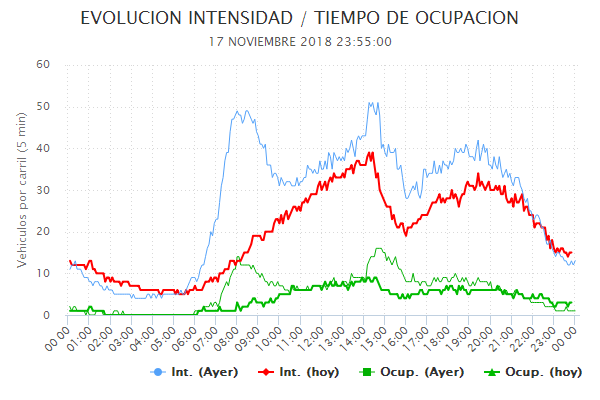 EVOLUCION INTENSIDAD / TIEMPO DE OCUPACION
17 NOVIEMBRE 2018 23:55:00
Vehiculos por carril (5 min)
60
50
40
30
20
10
0
00:00 01:00 02:00 03:00 04:00 05:00 06:00 07:00 08:00 09:00 10:00 11:00 12:00 13:00 14:00 15:00 16:00 17:00 18:00 19:00 20:00 21:00 22:00 23:00 00:00
Int. (Ayer) Int. (hoy) Ocup. (Ayer) Ocup. (hoy)